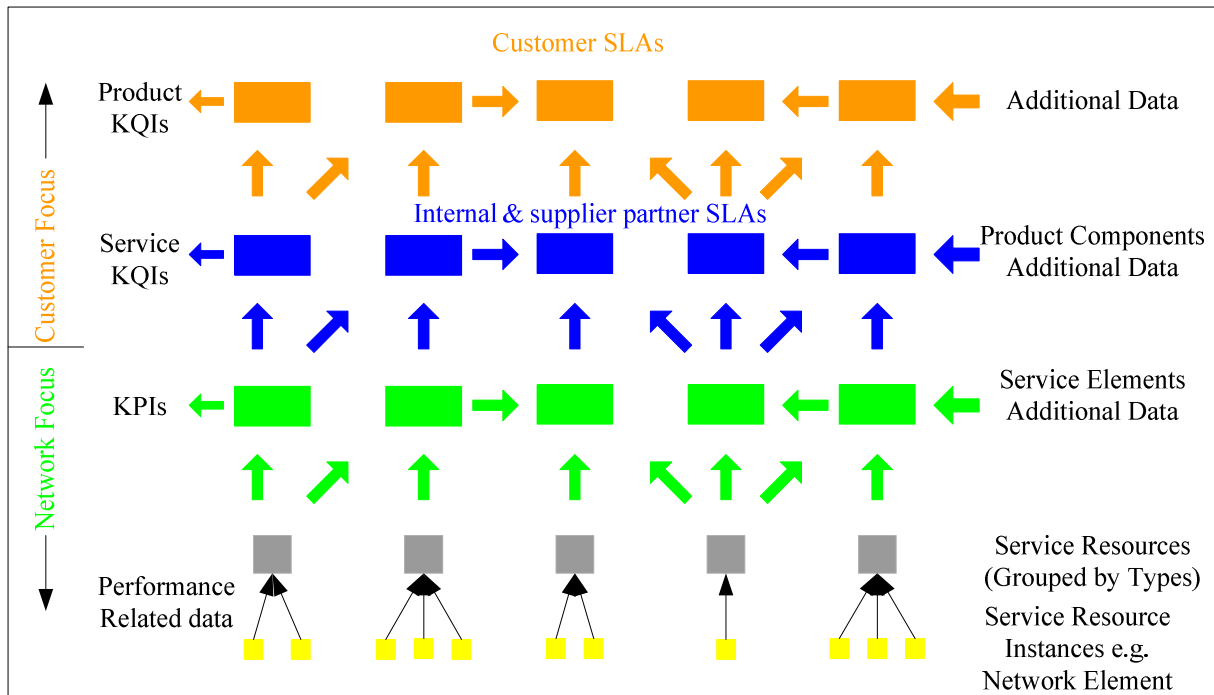 Customer SLAs
Product
KQIs
Additional Data
Internal & supplier partner SLAs
Service
KQIs
Product Components
Additional Data
Customer Focus
KPIs
Service Elements
Additional Data
Network Focus
Performance
Related data
Service Resources
(Grouped by Types)
Service Resource
Instances e.g.
Network Element